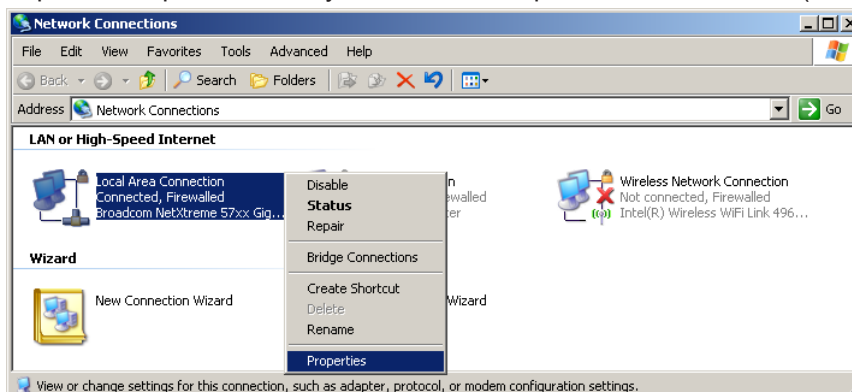 Network Connections
File Edit View Favorites Tools Advanced Help
Back Search Folders
Address Network Connections Go
LAN or High-Speed Internet
Local Area Connection
Connected, Firewalled
Broadcom NetXtreme 57xx Gig...
Disable
Status
Repair
Bridge Connections
Create Shortcut
Delete
Rename
Properties
Wireless Network Connection
Not connected, Firewalled
Intel(R) Wireless WiFi Link 496...
Wizard
New Connection Wizard
Wizard
View or change settings for this connection, such as adapter, protocol, or modem configuration settings.